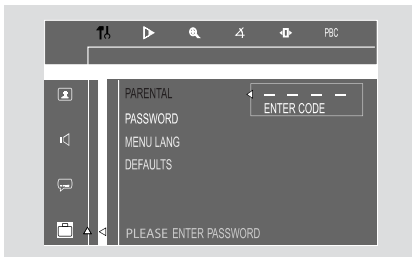 PBC
PARENTAL
_ _ _ _
ENTER CODE
PASSWORD
MENU LANG
DEFAULTS
PLEASE ENTER PASSWORD